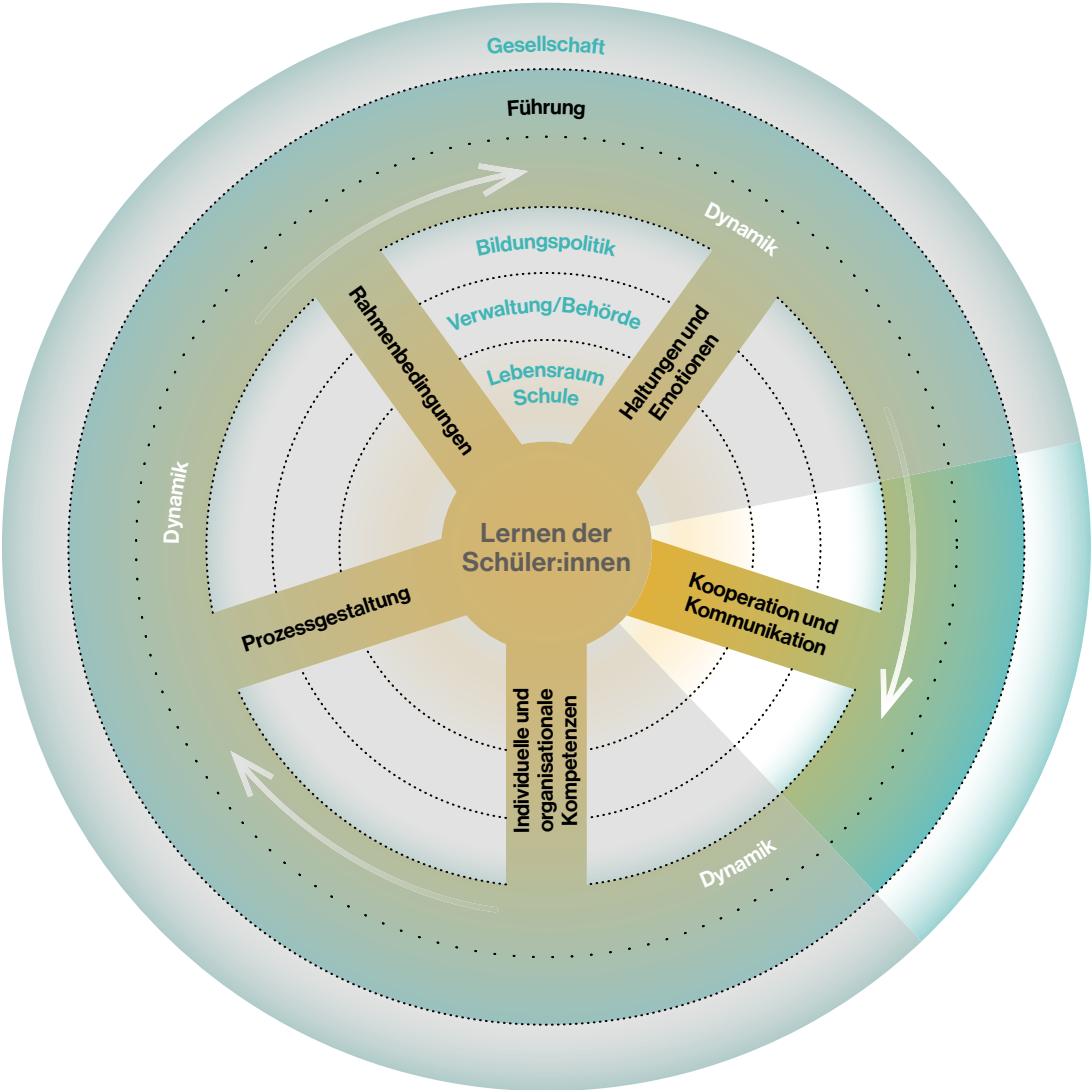 Gesellschaft
Führung
Dynamik
Bildungspolitik
Verwaltung/Behörde
Lebensraum
Schule
Rahmenbedingungen
Haltungen und
Emotionen
Dynamik
Lernen der
Schüler:innen
Kooperation und
Kommunikation
Prozessgestaltung
Individuelle und
organisationale
Kompetenzen
Dynamik